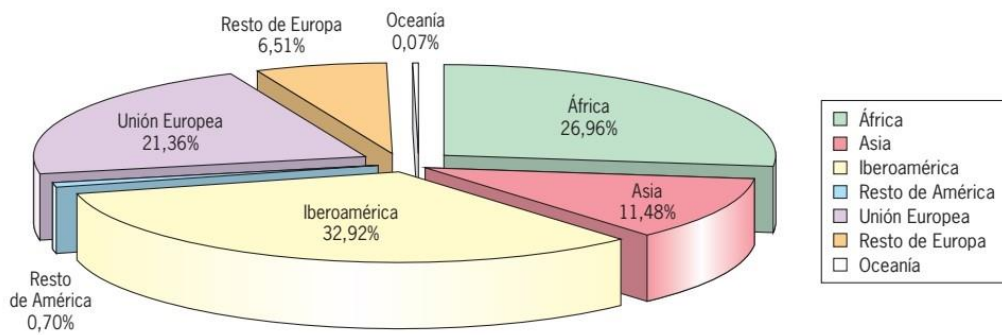 Resto de Europa
6,51%
Oceanía
0,07%
África
26,96%
Unión Europea
21,36%
Asia
11,48%
Iberoamérica
32,92%
Resto
de América
0,70%
África
Asia
Iberoamérica
Resto de América
Unión Europea
Resto de Europa
Oceanía